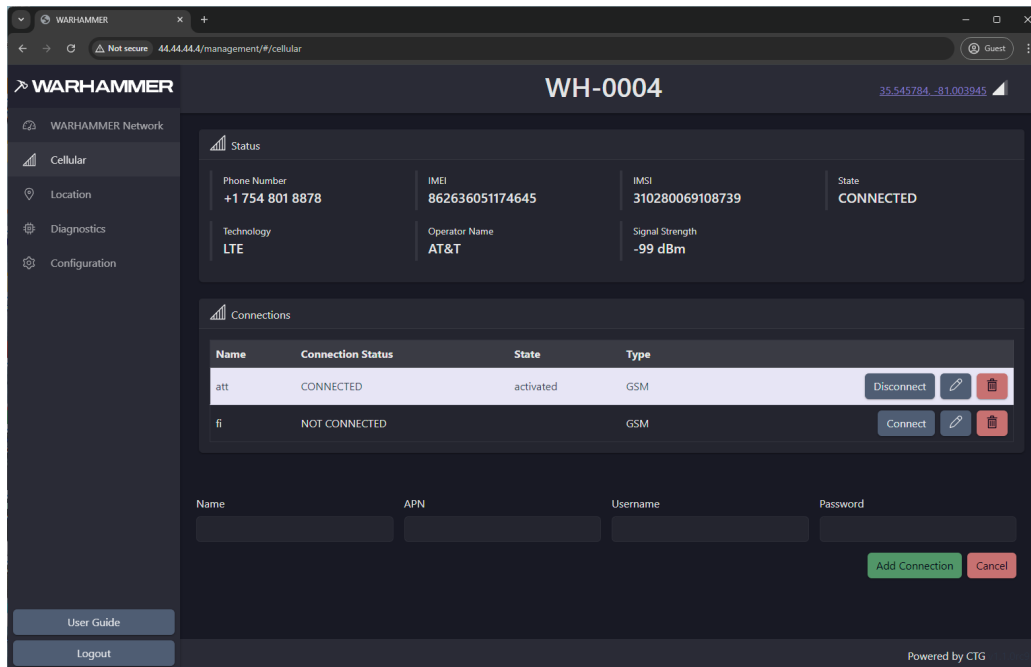 WARHAMMER
Not secure 44.44.44.4/management/#/cellular Guest
WARHAMMER
WH-0004
35.545784, -81.003945
WARHAMMER Network
Cellular
Location
Diagnostics
Configuration
Status
Phone Number IMEI IMSI State
+1 754 801 8878 862636051174645 310280069108739 CONNECTED
Technology Operator Name Signal Strength
LTE AT&T -99 dBm
Connections
Name Connection Status State Type
att CONNECTED activated GSM Disconnect
fi NOT CONNECTED GSM Connect
Name APN Username Password
Add Connection Cancel
User Guide
Logout
Powered by CTG